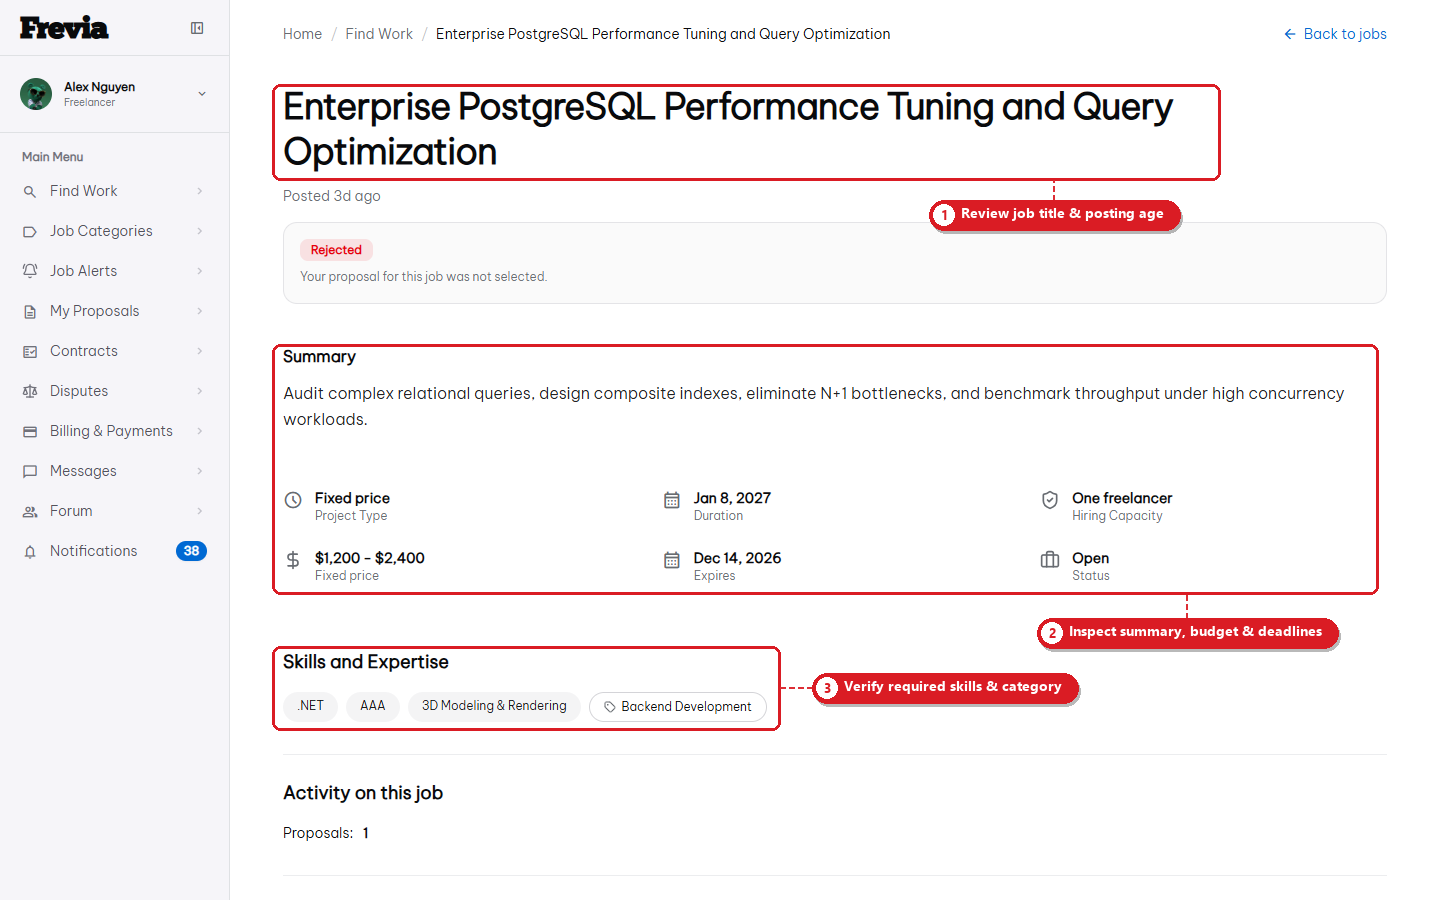 Frevia
Alex Nguyen
Freelancer
Main Menu
Find Work
Job Categories
Job Alerts
My Proposals
Contracts
Disputes
Billing & Payments
Messages
Forum
Notifications 38
Home / Find Work / Enterprise PostgreSQL Performance Tuning and Query Optimization
Back to jobs
Enterprise PostgreSQL Performance Tuning and Query
Optimization
Posted 3d ago
1 Review job title & posting age
Rejected
Your proposal for this job was not selected.
Summary
Audit complex relational queries, design composite indexes, eliminate N+1 bottlenecks, and benchmark throughput under high concurrency
workloads.
Fixed price
Project Type
Jan 8, 2027
Duration
One freelancer
Hiring Capacity
$1,200 - $2,400
Fixed price
Dec 14, 2026
Expires
Open
Status
2 Inspect summary, budget & deadlines
Skills and Expertise
.NET
AAA
3D Modeling & Rendering
Backend Development
3 Verify required skills & category
Activity on this job
Proposals: 1